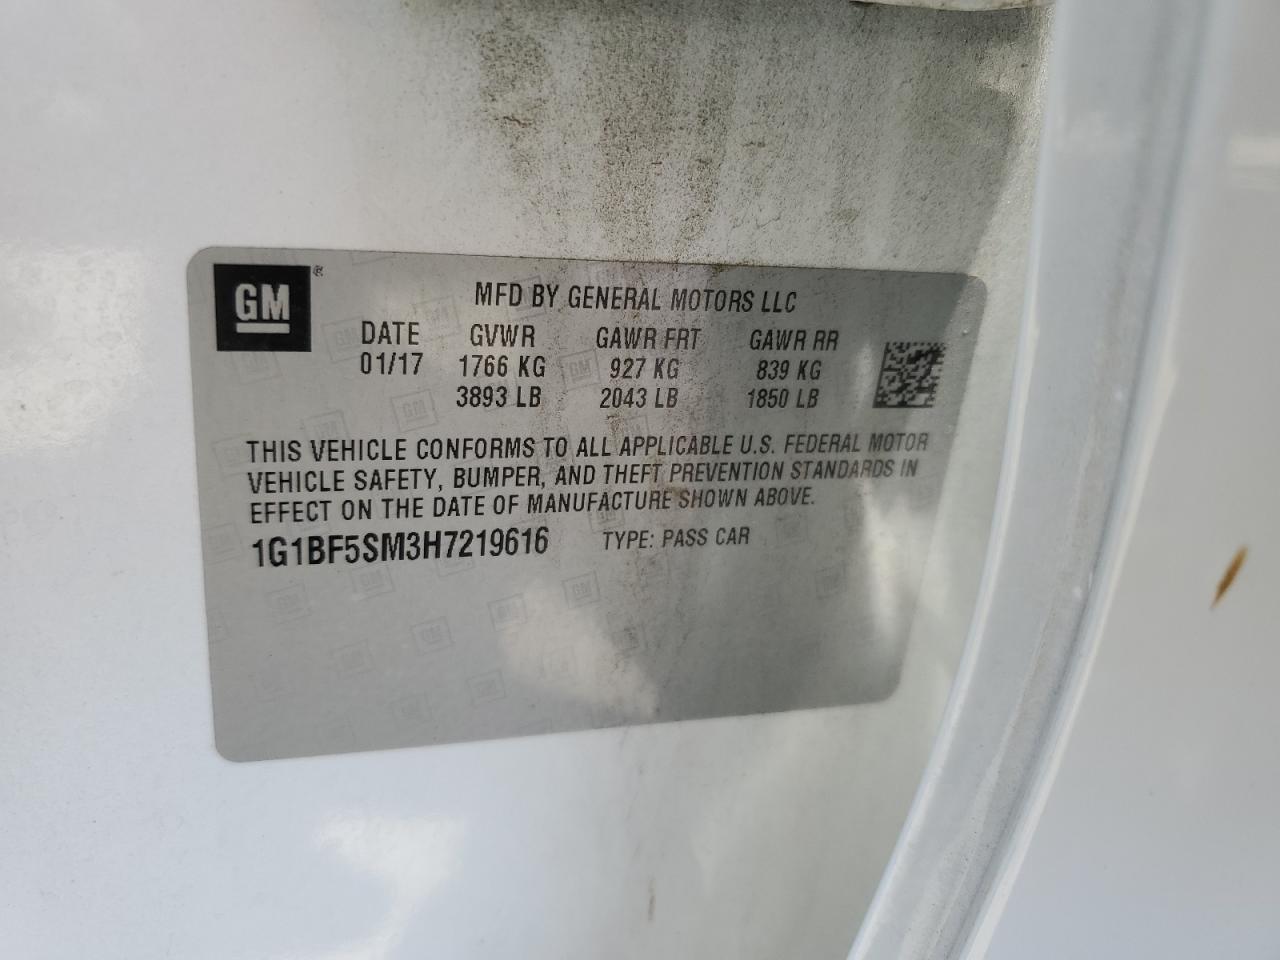 GM ®
MFD BY GENERAL MOTORS LLC
DATE GVWR GAWR FRT GAWR RR
01/17 1766 KG 927 KG 839 KG
3893 LB 2043 LB 1850 LB
THIS VEHICLE CONFORMS TO ALL APPLICABLE U.S. FEDERAL MOTOR
VEHICLE SAFETY, BUMPER, AND THEFT PREVENTION STANDARDS IN
EFFECT ON THE DATE OF MANUFACTURE SHOWN ABOVE.
1G1BF5SM3H7219616 TYPE: PASS CAR